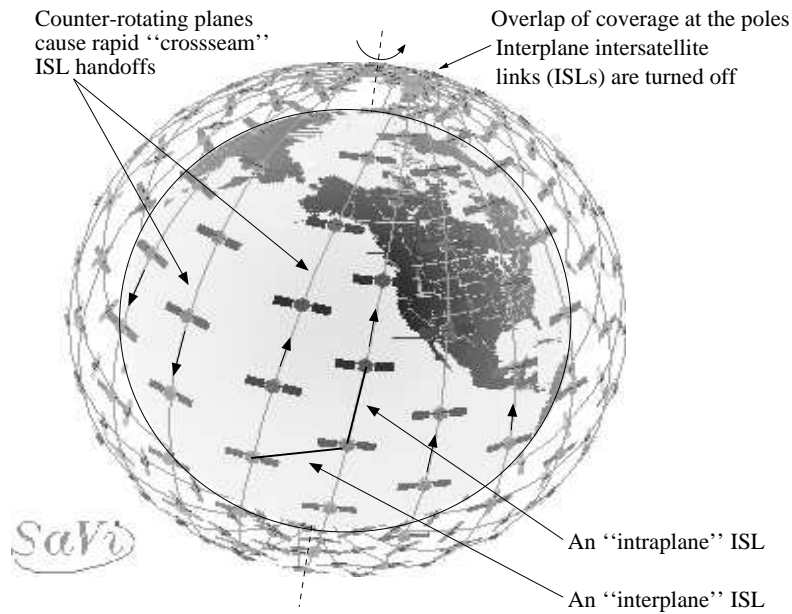 Counter-rotating planes
cause rapid ‘‘crossseam’’
ISL handoffs
Overlap of coverage at the poles
Interplane intersatellite
links (ISLs) are turned off
SaVi
An ‘‘intraplane’’ ISL
An ‘‘interplane’’ ISL